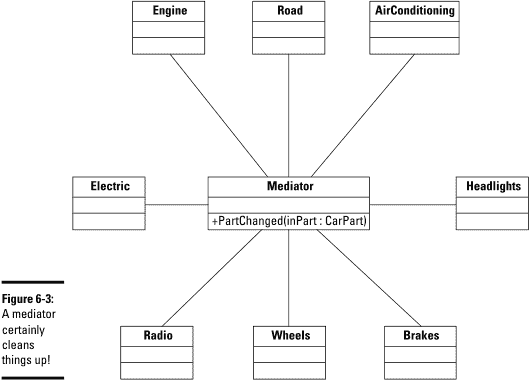 Engine
Road
AirConditioning
Electric
Mediator
Headlights
+PartChanged(inPart : CarPart)
Figure 6-3:
A mediator
certainly
cleans
things up!
Radio
Wheels
Brakes